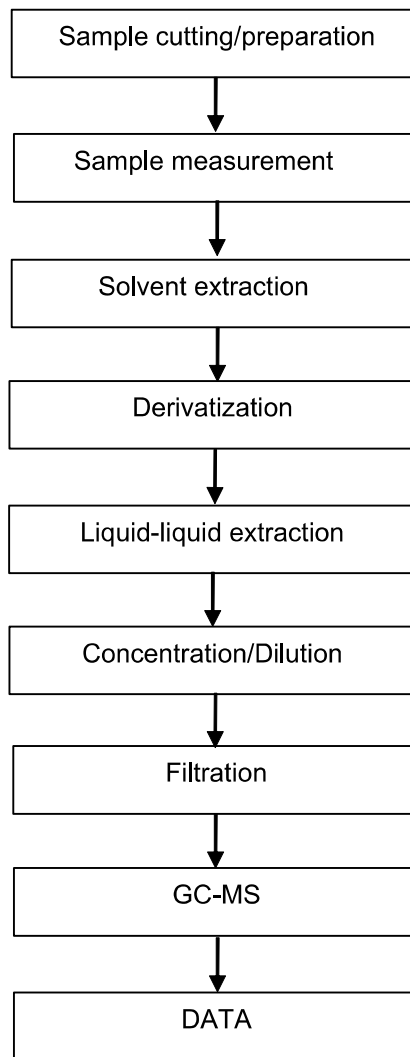 Sample cutting/preparation
Sample measurement
Solvent extraction
Derivatization
Liquid-liquid extraction
Concentration/Dilution
Filtration
GC-MS
DATA